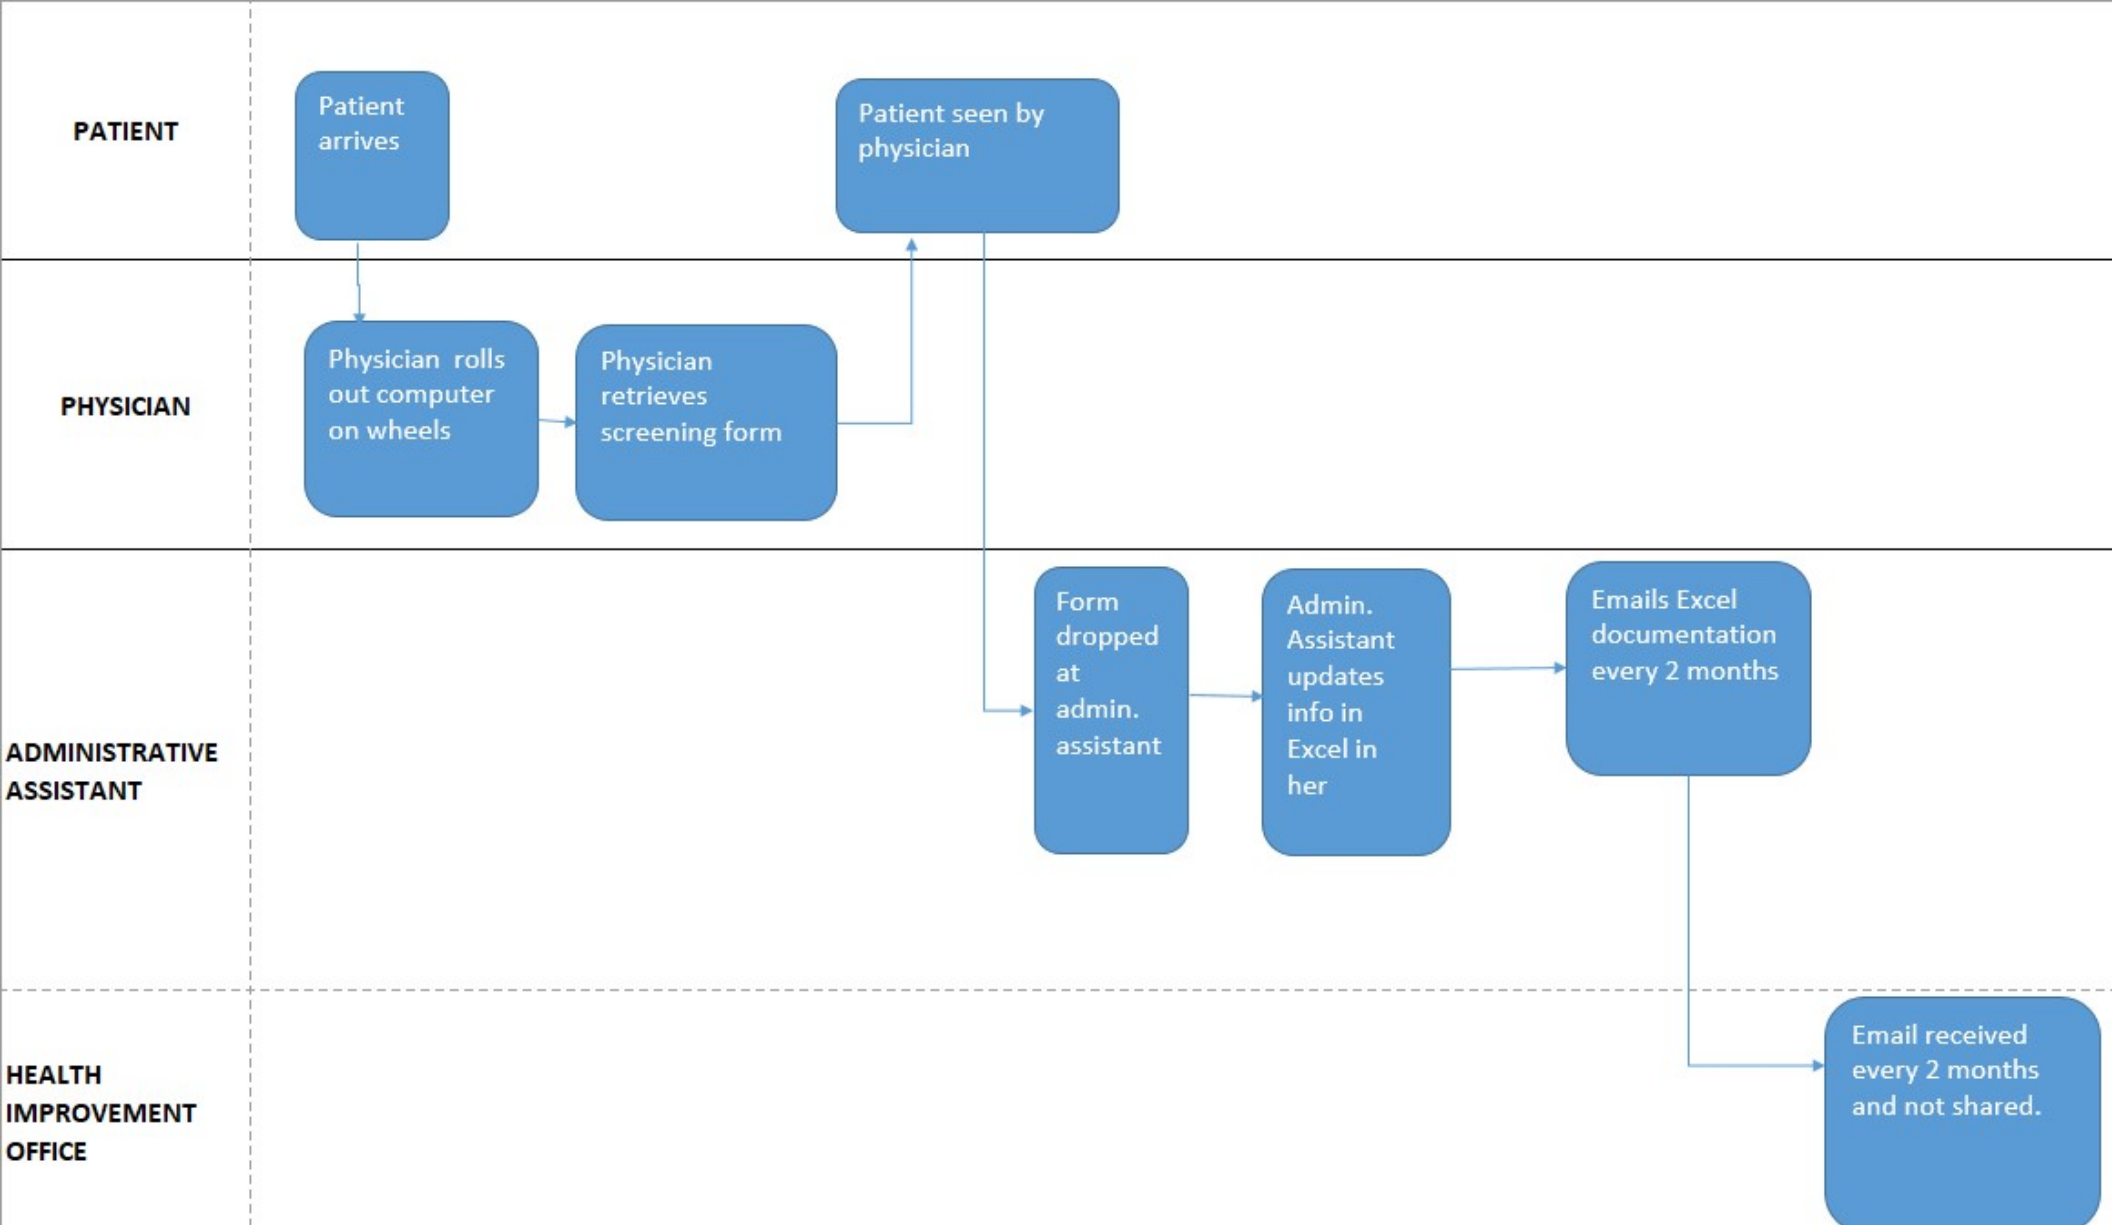 PATIENT
Patient
arrives
Patient seen by
physician
PHYSICIAN
Physician  rolls
out computer
on wheels
Physician
retrieves
screening form
ADMINISTRATIVE
ASSISTANT
Form
dropped
at
admin.
assistant
Admin.
Assistant
updates
info in
Excel in
her
Emails Excel
documentation
every 2 months
HEALTH
IMPROVEMENT
OFFICE
Email received
every 2 months
and not shared.